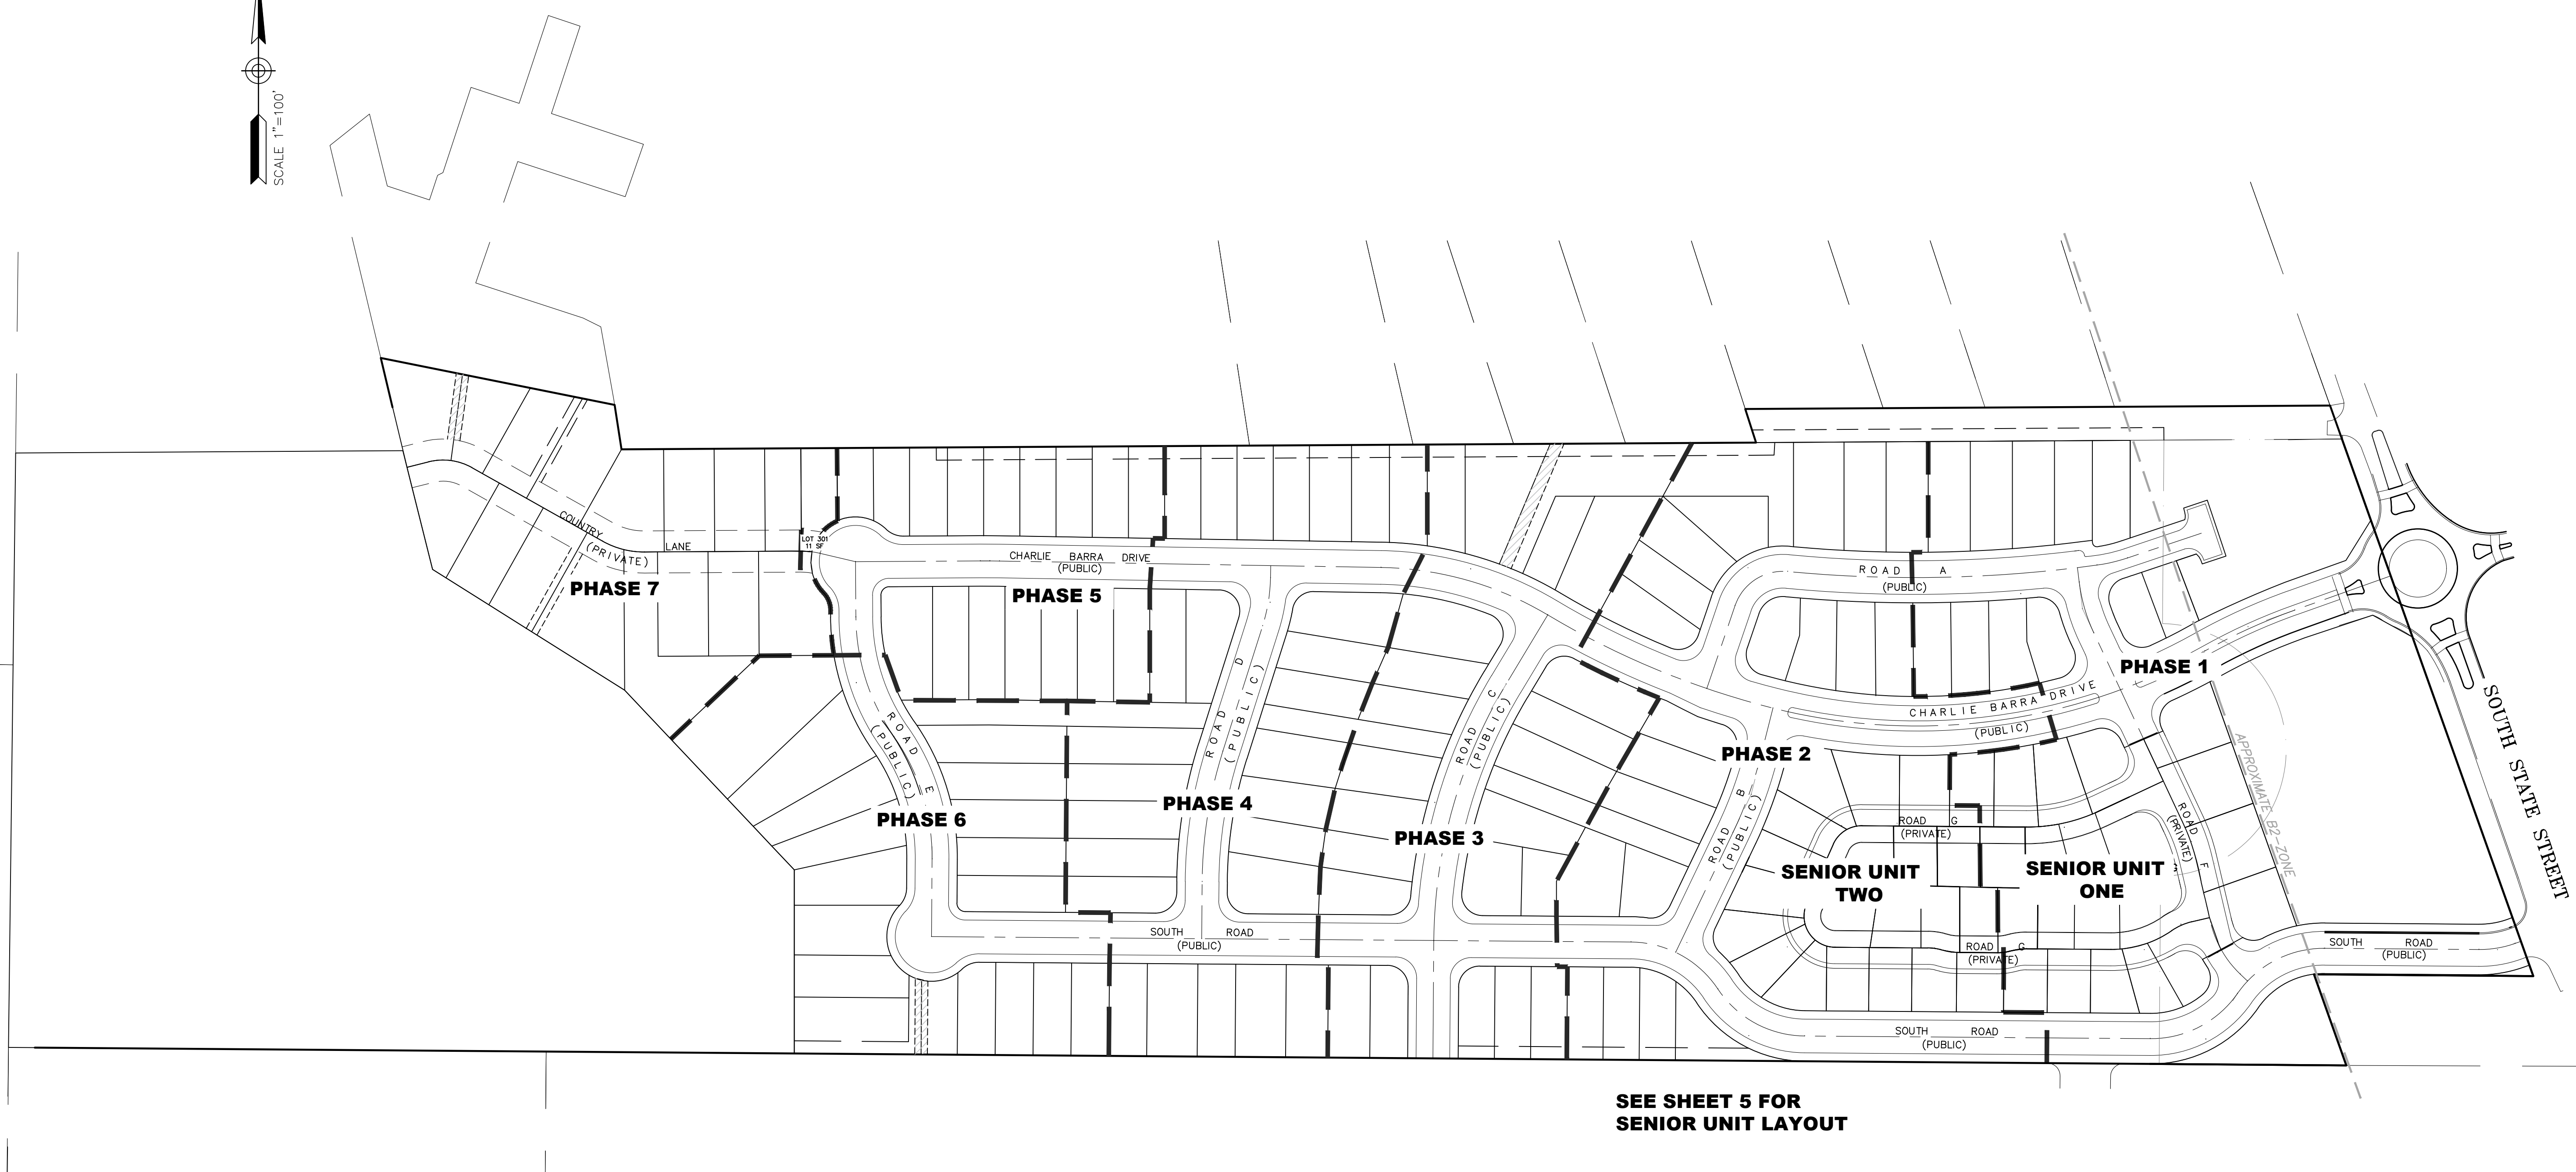 SCALE 1"=100'
COUNTRY
LANE
(PRIVATE)
LOT 301
11 SF
CHARLIE BARRA DRIVE
(PUBLIC)
ROAD A
(PUBLIC)
PHASE 7
PHASE 5
PHASE 1
ROAD D
(PUBLIC)
ROAD C
(PUBLIC)
CHARLIE BARRA DRIVE
(PUBLIC)
SOUTH STATE STREET
ROAD E
(PUBLIC)
PHASE 2
APPROXIMATE B2-ZONE
PHASE 4
PHASE 6
PHASE 3
ROAD B
(PUBLIC)
ROAD G
(PRIVATE)
ROAD F
(PRIVATE)
SENIOR UNIT
TWO
SENIOR UNIT
ONE
SOUTH ROAD
(PUBLIC)
ROAD G
(PRIVATE)
SOUTH ROAD
(PUBLIC)
SOUTH ROAD
(PUBLIC)
SEE SHEET 5 FOR
SENIOR UNIT LAYOUT